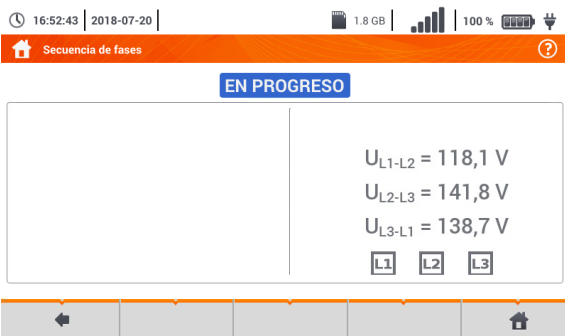 16:52:43 2018-07-20 1.8 GB 100 %
Secuencia de fases ?
EN PROGRESO
UL1-L2 = 118,1 V
UL2-L3 = 141,8 V
UL3-L1 = 138,7 V
L1 L2 L3